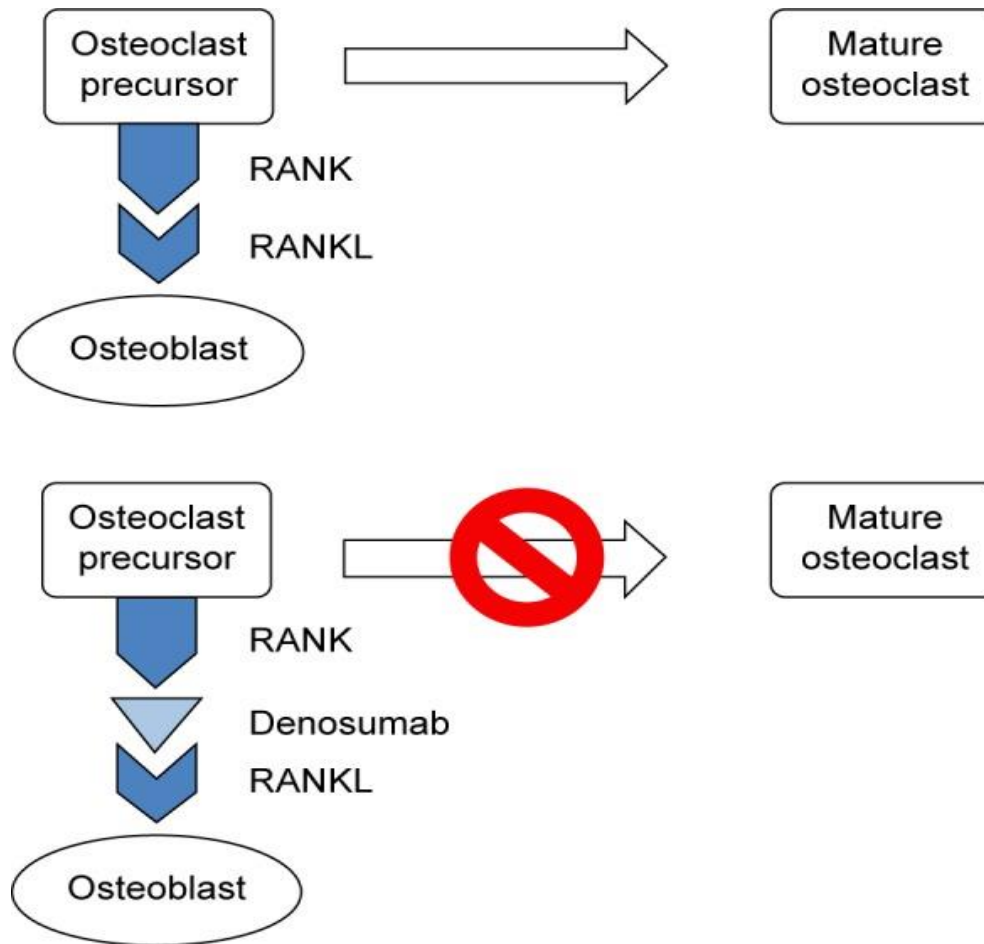 Osteoclast
precursor
Mature
osteoclast
RANK
RANKL
Osteoblast
Osteoclast
precursor
Mature
osteoclast
RANK
Denosumab
RANKL
Osteoblast